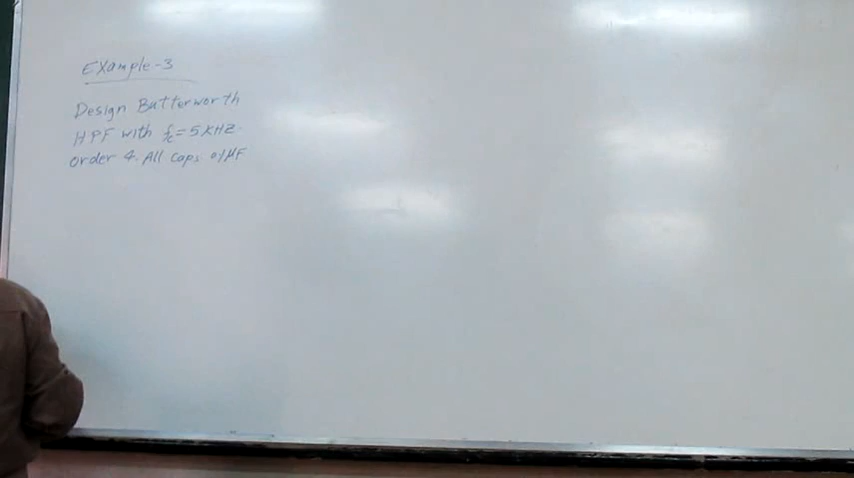 Example-3
Design Butterworth
HPF with fc=5KHZ.
order 4. All Caps 0.1µF